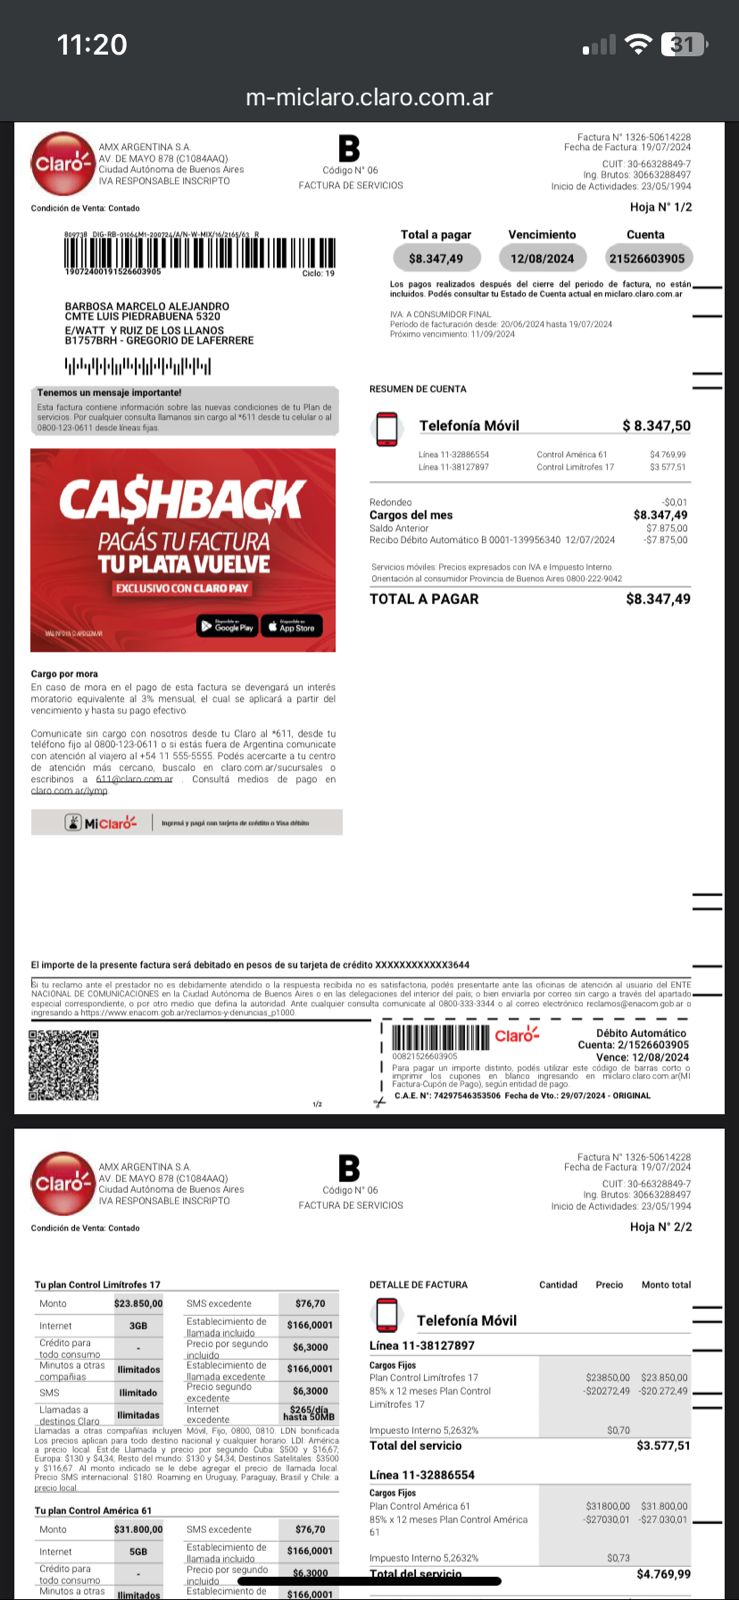 11:20
31
m-miclaro.claro.com.ar
Claro
AMX ARGENTINA S.A.
AV. DE MAYO 878 (C1084AAQ)
Ciudad Autónoma de Buenos Aires
IVA RESPONSABLE INSCRIPTO
B
Código N° 06
FACTURA DE SERVICIOS
Factura N° 1326-50614228
Fecha de Factura: 19/07/2024
CUIT: 30-66328849-7
Ing. Brutos: 30663288497
Inicio de Actividades: 23/05/1994
Condición de Venta: Contado
Hoja N° 1/2
809738 DIG-RB-01064M1-200724/A/N-W-MIX/16/2165/63 R
19072400191526603905
Ciclo: 19
Total a pagar Vencimiento Cuenta
$8.347,49 12/08/2024 21526603905
Los pagos realizados después del cierre del periodo de factura, no están
incluidos. Podés consultar tu Estado de Cuenta actual en miclaro.claro.com.ar
IVA: A CONSUMIDOR FINAL
Periodo de facturación desde: 20/06/2024 hasta 19/07/2024
Próximo vencimiento: 11/09/2024
BARBOSA MARCELO ALEJANDRO
CMTE LUIS PIEDRABUENA 5320
E/WATT Y RUIZ DE LOS LLANOS
B1757BRH - GREGORIO DE LAFERRERE
Tenemos un mensaje importante!
Esta factura contiene información sobre las nuevas condiciones de tu Plan de
servicios. Por cualquier consulta llamanos sin cargo al *611 desde tu celular o al
0800-123-0611 desde líneas fijas.
CA$HBACK
PAGÁS TU FACTURA
TU PLATA VUELVE
EXCLUSIVO CON CLARO PAY
Disponible en
Google Play
App Store
RESUMEN DE CUENTA
Telefonía Móvil $ 8.347,50
Línea 11-32886554 Control América 61 $4.769,99
Línea 11-38127897 Control Limítrofes 17 $3.577,51
Redondeo -$0,01
Cargos del mes $8.347,49
Saldo Anterior $7.875,00
Recibo Débito Automático B 0001-139956340 12/07/2024 -$7.875,00
Servicios móviles: Precios expresados con IVA e Impuesto Interno.
Orientación al consumidor Provincia de Buenos Aires 0800-222-9042
TOTAL A PAGAR $8.347,49
Cargo por mora
En caso de mora en el pago de esta factura se devengará un interés
moratorio equivalente al 3% mensual, el cual se aplicará a partir del
vencimiento y hasta su pago efectivo.
Comunicate sin cargo con nosotros desde tu Claro al *611, desde tu
teléfono fijo al 0800-123-0611 o si estás fuera de Argentina comunicate
con atención al viajero al +54 11 555-5555. Podés acercarte a tu centro
de atención más cercano, buscalo en claro.com.ar/sucursales o
escribinos a 611@claro.com.ar . Consultá medios de pago en
claro.com.ar/lymp
MiClaro
Ingresá y pagá con tarjeta de crédito o Visa débito
El importe de la presente factura será debitado en pesos de su tarjeta de crédito XXXXXXXXXXXX3644
Si tu reclamo ante el prestador no es debidamente atendido o la respuesta recibida no es satisfactoria, podés presentarte ante las oficinas de atención al usuario del ENTE
NACIONAL DE COMUNICACIONES en la Ciudad Autónoma de Buenos Aires o en las delegaciones del interior del país; o bien enviarla por correo sin cargo a través del apartado
especial correspondiente, o por otro medio que defina la autoridad. Ante cualquier consulta comunicate al 0800-333-3344 o al correo electrónico reclamos@enacom.gob.ar o
ingresando a https://www.enacom.gob.ar/reclamos-y-denuncias_p1000.
00821526603905
Claro
Débito Automático
Cuenta: 2/1526603905
Vence: 12/08/2024
Para pagar un importe distinto, podés utilizar este código de barras corto o
imprimir los cupones en blanco ingresando en miclaro.claro.com.ar(MI
Factura-Cupón de Pago), según entidad de pago.
C.A.E. N°: 74297546353506 Fecha de Vto.: 29/07/2024 - ORIGINAL
1/2
Claro
AMX ARGENTINA S.A.
AV. DE MAYO 878 (C1084AAQ)
Ciudad Autónoma de Buenos Aires
IVA RESPONSABLE INSCRIPTO
B
Código N° 06
FACTURA DE SERVICIOS
Factura N° 1326-50614228
Fecha de Factura: 19/07/2024
CUIT: 30-66328849-7
Ing. Brutos: 30663288497
Inicio de Actividades: 23/05/1994
Condición de Venta: Contado
Hoja N° 2/2
Tu plan Control Limítrofes 17
Monto $23.850,00 SMS excedente $76,70
Internet 3GB Establecimiento de llamada incluido $166,0001
Crédito para todo consumo - Precio por segundo incluido $6,3000
Minutos a otras compañías Ilimitados Establecimiento de llamada excedente $166,0001
SMS Ilimitado Precio segundo excedente $6,3000
Llamadas a destinos Claro Ilimitadas Internet excedente $265/día hasta 50MB
Llamadas a otras compañías incluyen Móvil, Fijo, 0800, 0810. LDN bonificada
Los precios aplican para todo destino nacional y cualquier horario. LDI: América
a precio local. Est.de Llamada y precio por segundo Cuba: $500 y $16,67;
Europa: $130 y $4,34, Resto del mundo: $130 y $4,34, Destinos Satelitales: $3500
y $116,67. Al monto indicado se le debe agregar el precio de llamada local.
Precio SMS internacional: $180. Roaming en Uruguay, Paraguay, Brasil y Chile: a
precio local.
Tu plan Control América 61
Monto $31.800,00 SMS excedente $76,70
Internet 5GB Establecimiento de llamada incluido $166,0001
Crédito para todo consumo - Precio por segundo incluido $6,3000
Minutos a otras Ilimitados Establecimiento de $166,0001
DETALLE DE FACTURA Cantidad Precio Monto total
Telefonía Móvil
Línea 11-38127897
Cargos Fijos
Plan Control Limítrofes 17 $23850,00 $23.850,00
85% x 12 meses Plan Control -$20272,49 -$20.272,49
Limítrofes 17
Impuesto Interno 5,2632% $0,70
Total del servicio $3.577,51
Línea 11-32886554
Cargos Fijos
Plan Control América 61 $31800,00 $31.800,00
85% x 12 meses Plan Control América -$27030,01 -$27.030,01
61
Impuesto Interno 5,2632% $0,73
Total del servicio $4.769,99